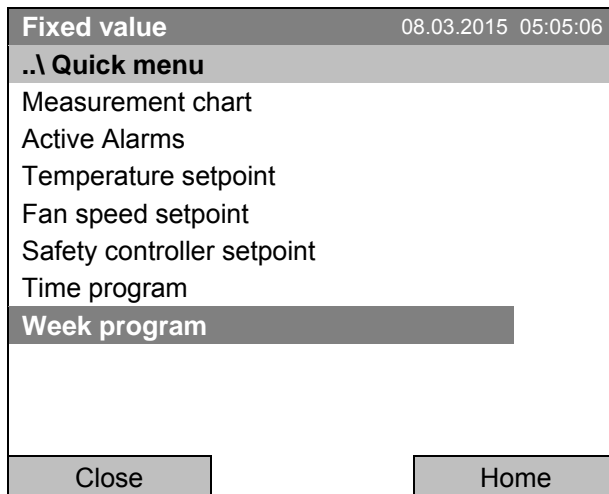 Fixed value 08.03.2015 05:05:06
..\ Quick menu
Measurement chart
Active Alarms
Temperature setpoint
Fan speed setpoint
Safety controller setpoint
Time program
Week program
Close Home